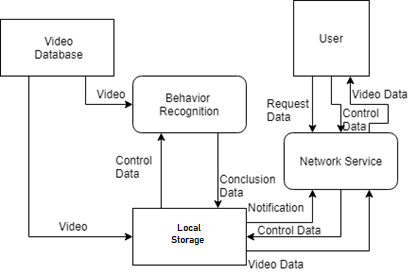 Video
Database
User
Video
Behavior
Recognition
Request
Data
Video Data
Control
Data
Network Service
Control
Data
Conclusion
Data
Notification
Video
Local
Storage
Control Data
Video Data